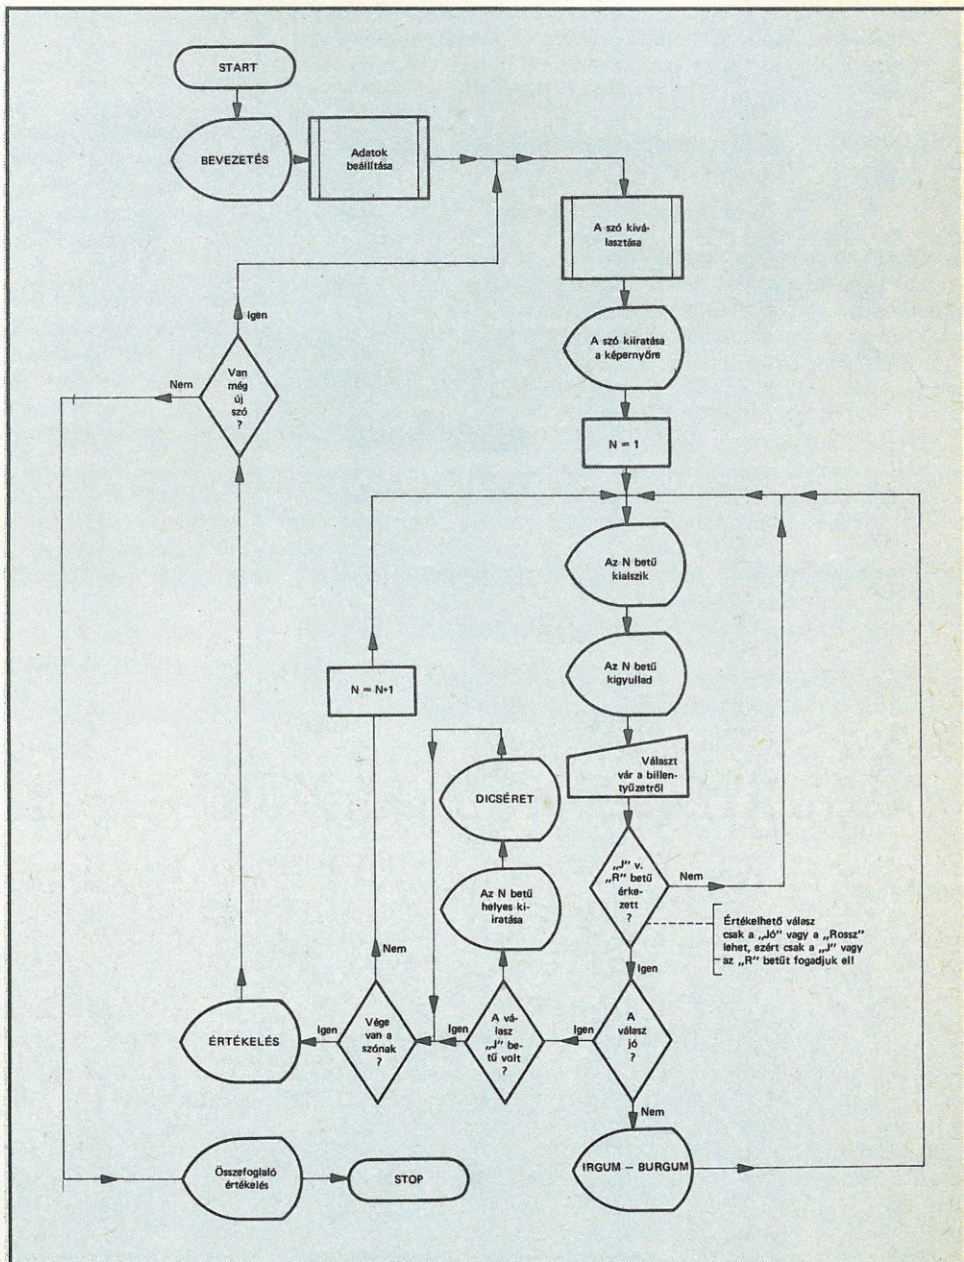 START
BEVEZETÉS
Adatok
beállítása
A szó kivá-
lasztása
A szó kiiratása
a képernyőre
Igen
Van
még
új
szó
?
Nem
N = 1
Az N betű
kialszik
Az N betű
kigyullad
N = N+1
Választ
vár a billen-
tyűzetről
DICSÉRET
„J” v.
„R” betű
érke-
zett
?
Nem
Az N betű
helyes ki-
iratása
Értékelhető válasz
csak a „Jó” vagy a „Rossz”
lehet, ezért csak a „J” vagy
az „R” betűt fogadjuk el!
Nem
Igen
ÉRTÉKELÉS
Igen
Vége
van a
szónak
?
Igen
A vá-
lasz
„J” be-
tű volt
?
Igen
A
válasz
jó
?
Nem
IRGUM – BURGUM
Összefoglaló
értékelés
STOP